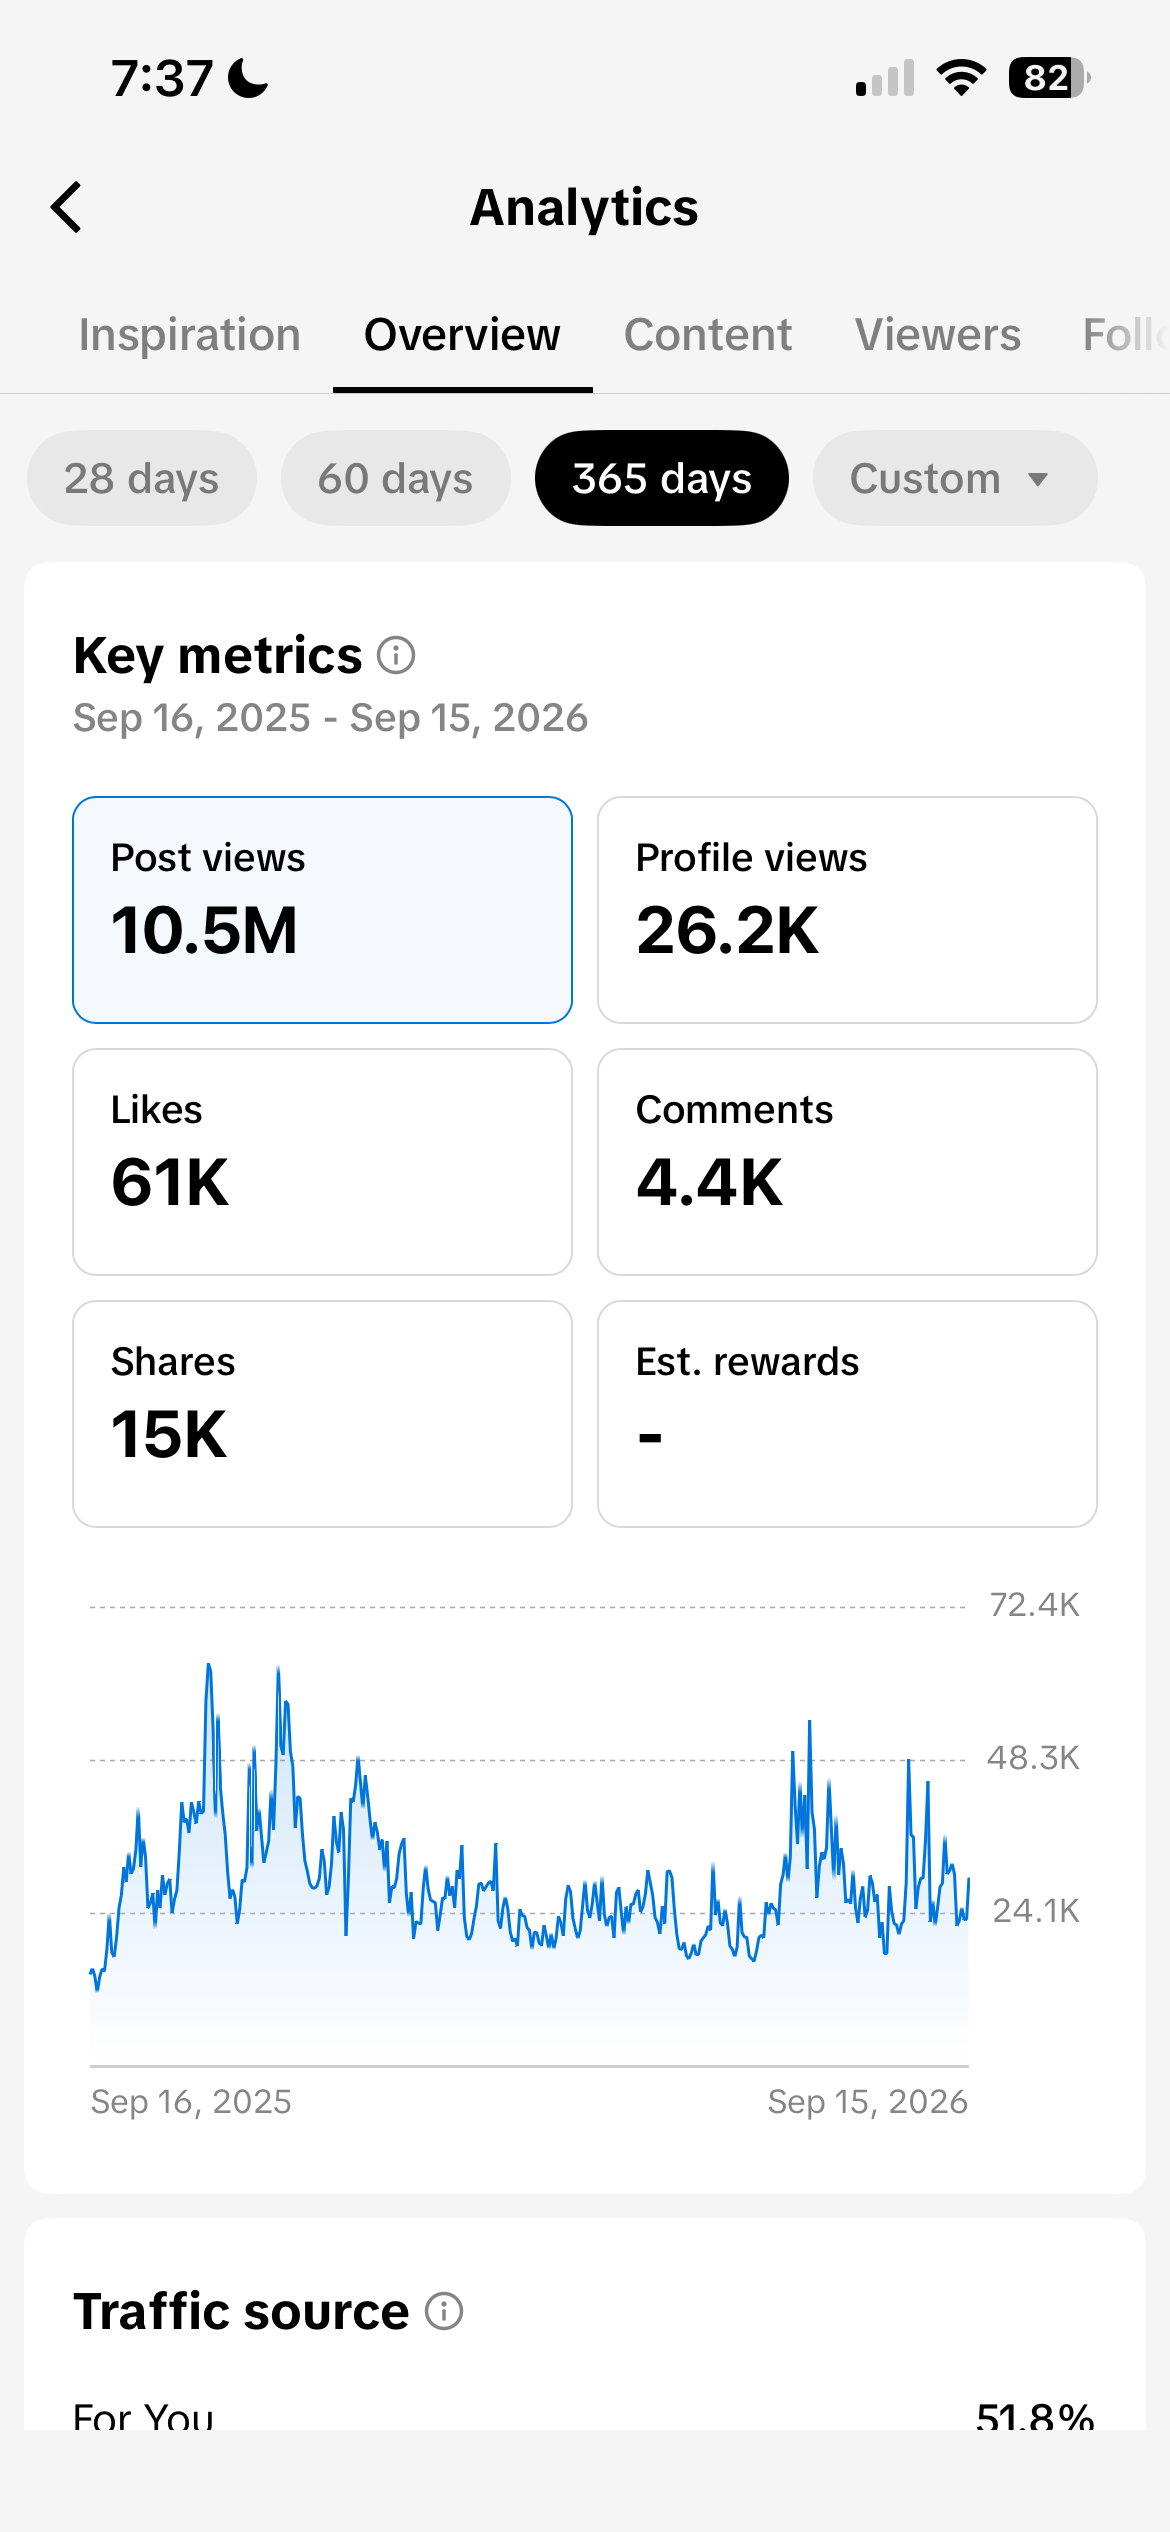 7:37
82
Analytics
Inspiration Overview Content Viewers
28 days 60 days 365 days Custom
Key metrics
Sep 16, 2025 - Sep 15, 2026
Post views Profile views
10.5M 26.2K
Likes Comments
61K 4.4K
Shares Est. rewards
15K -
72.4K
48.3K
24.1K
Sep 16, 2025 Sep 15, 2026
Traffic source
For You 51.8%